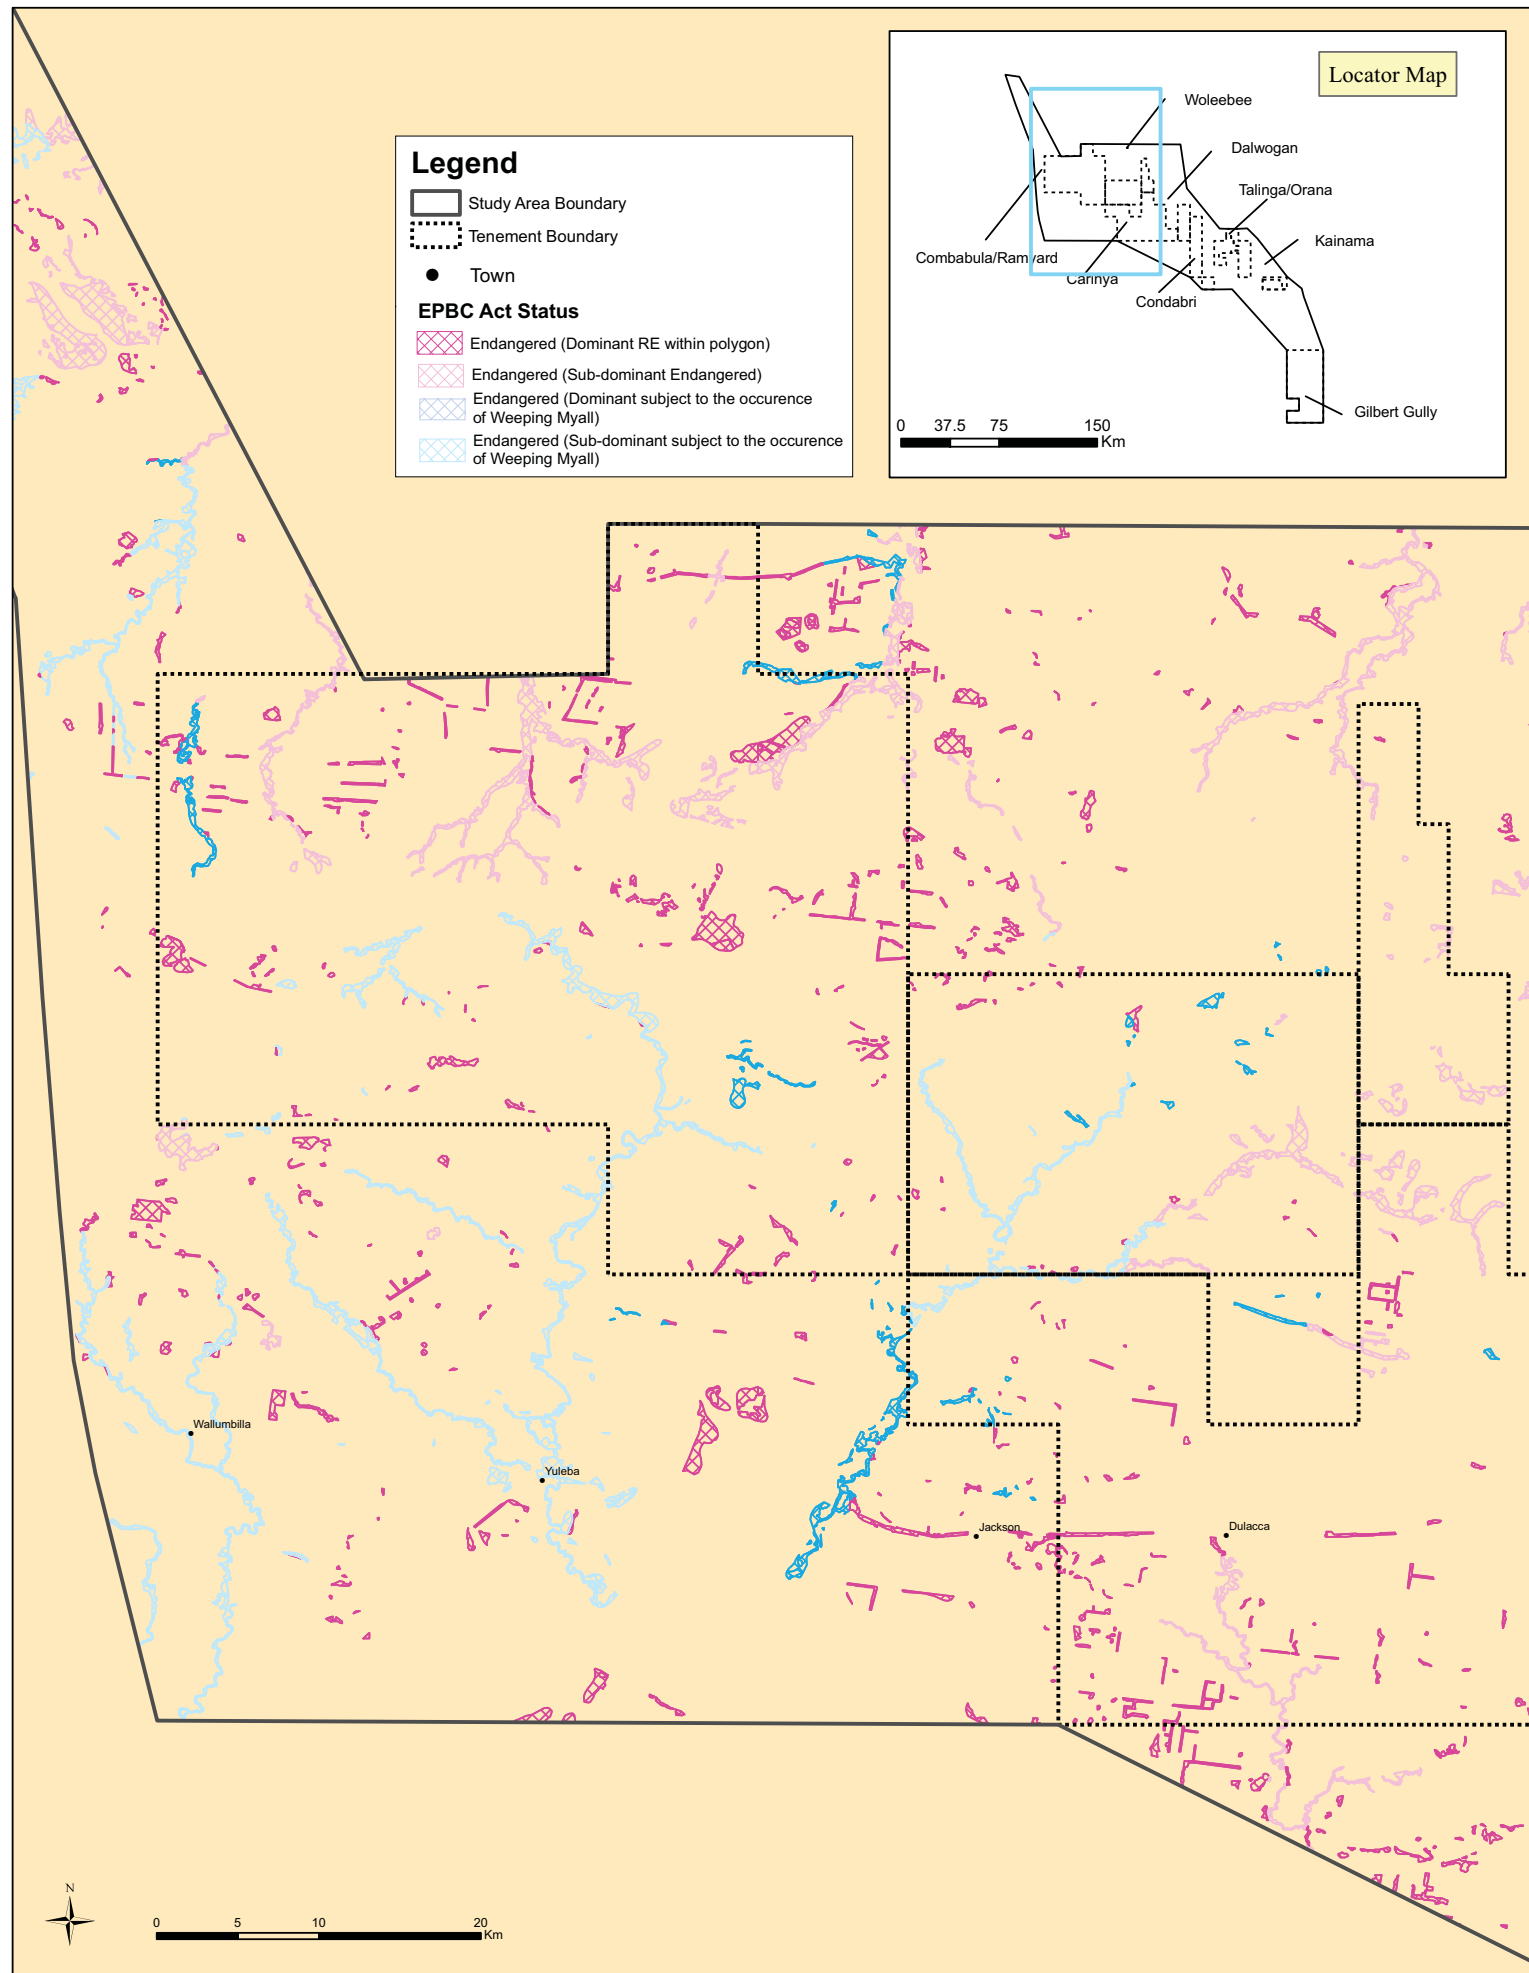 Locator Map
Woleebee
Dalwogan
Talinga/Orana
Kainama
Combabula/Ramyard
Carinya
Condabri
Gilbert Gully
0 37.5 75 150
Km
Legend
Study Area Boundary
Tenement Boundary
Town
EPBC Act Status
Endangered (Dominant RE within polygon)
Endangered (Sub-dominant Endangered)
Endangered (Dominant subject to the occurence
of Weeping Myall)
Endangered (Sub-dominant subject to the occurence
of Weeping Myall)
Wallumbilla
Yuleba
Jackson
Dulacca
N
0 5 10 20
Km